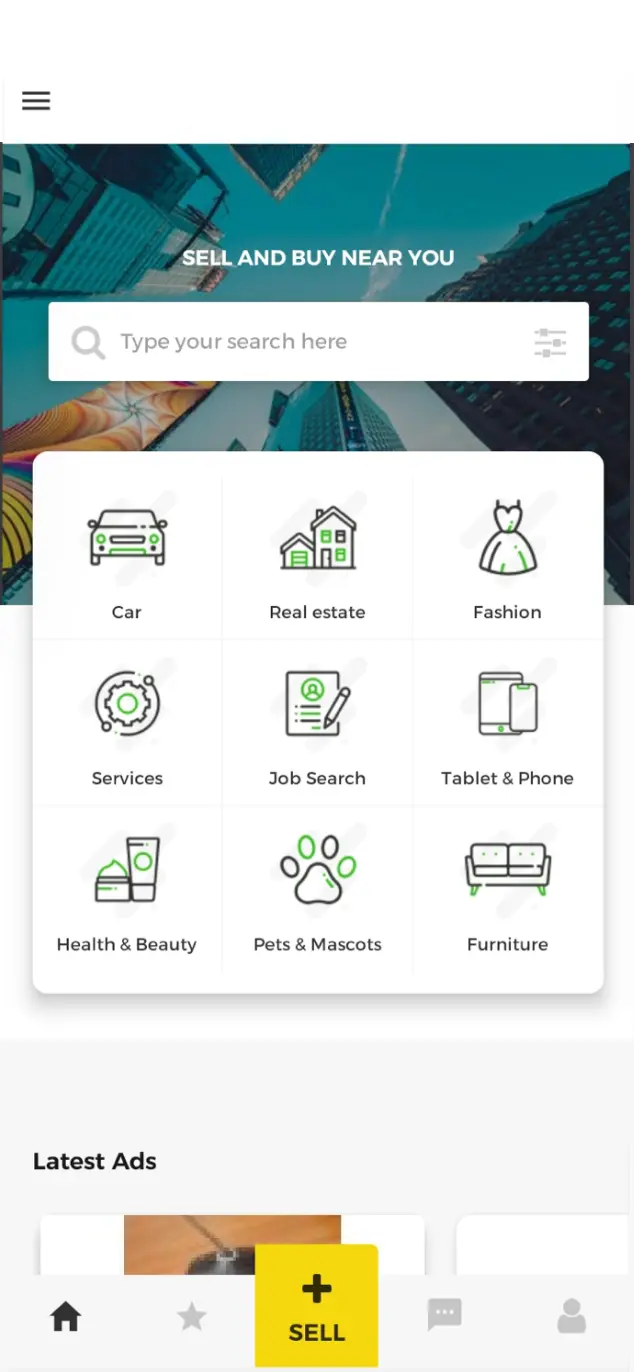 SELL AND BUY NEAR YOU
Type your search here
Car
Real estate
Fashion
Services
Job Search
Tablet & Phone
Health & Beauty
Pets & Mascots
Furniture
Latest Ads
SELL